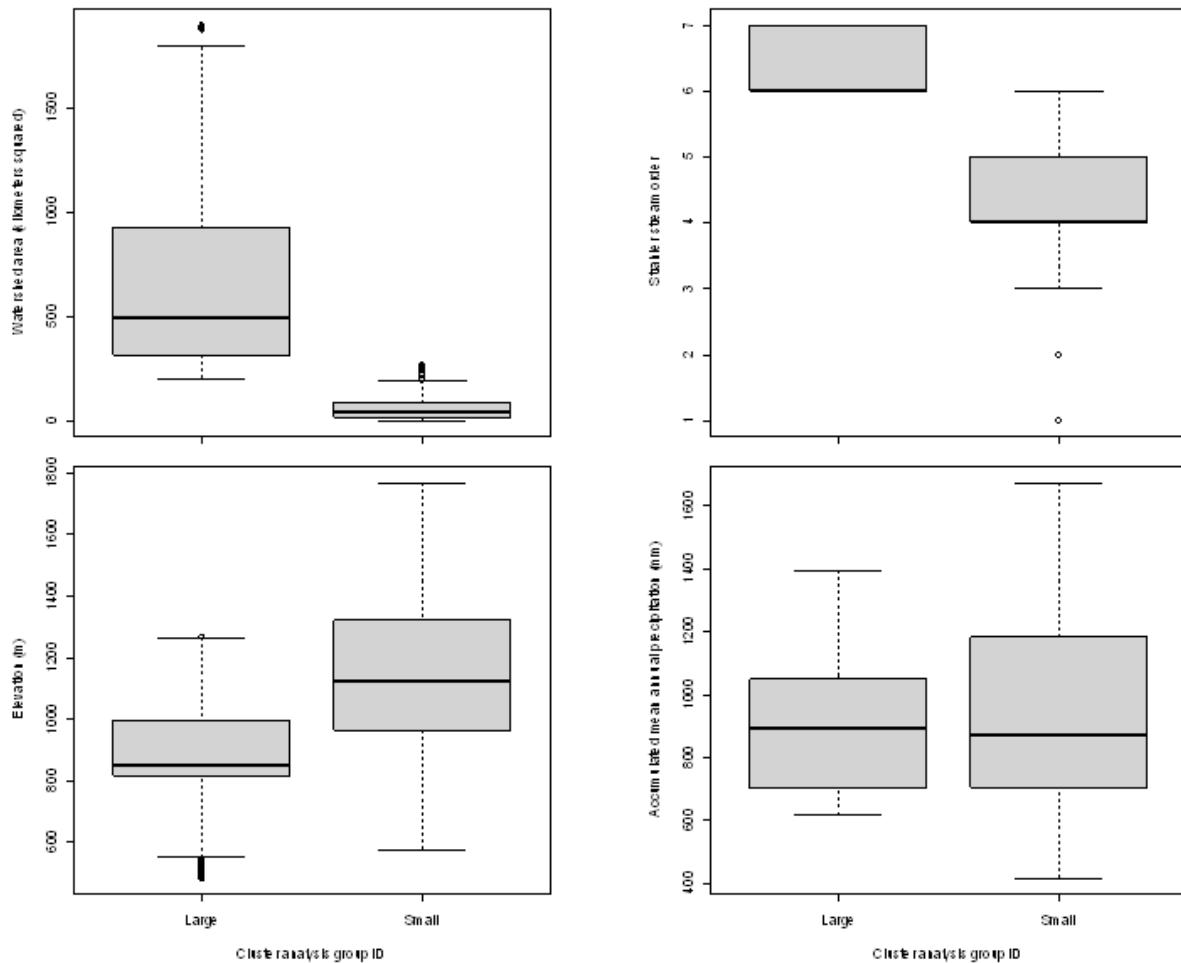 Watershed area (kilometers squared)
0
500
1000
1500
Strahler steam order
1
2
3
4
5
6
7
Elevation (m)
600
800
1000
1200
1400
1600
1800
Large
Small
Cluster analysis group ID
Accumulated mean annual precipitation (mm)
400
600
800
1000
1200
1400
1600
Large
Small
Cluster analysis group ID